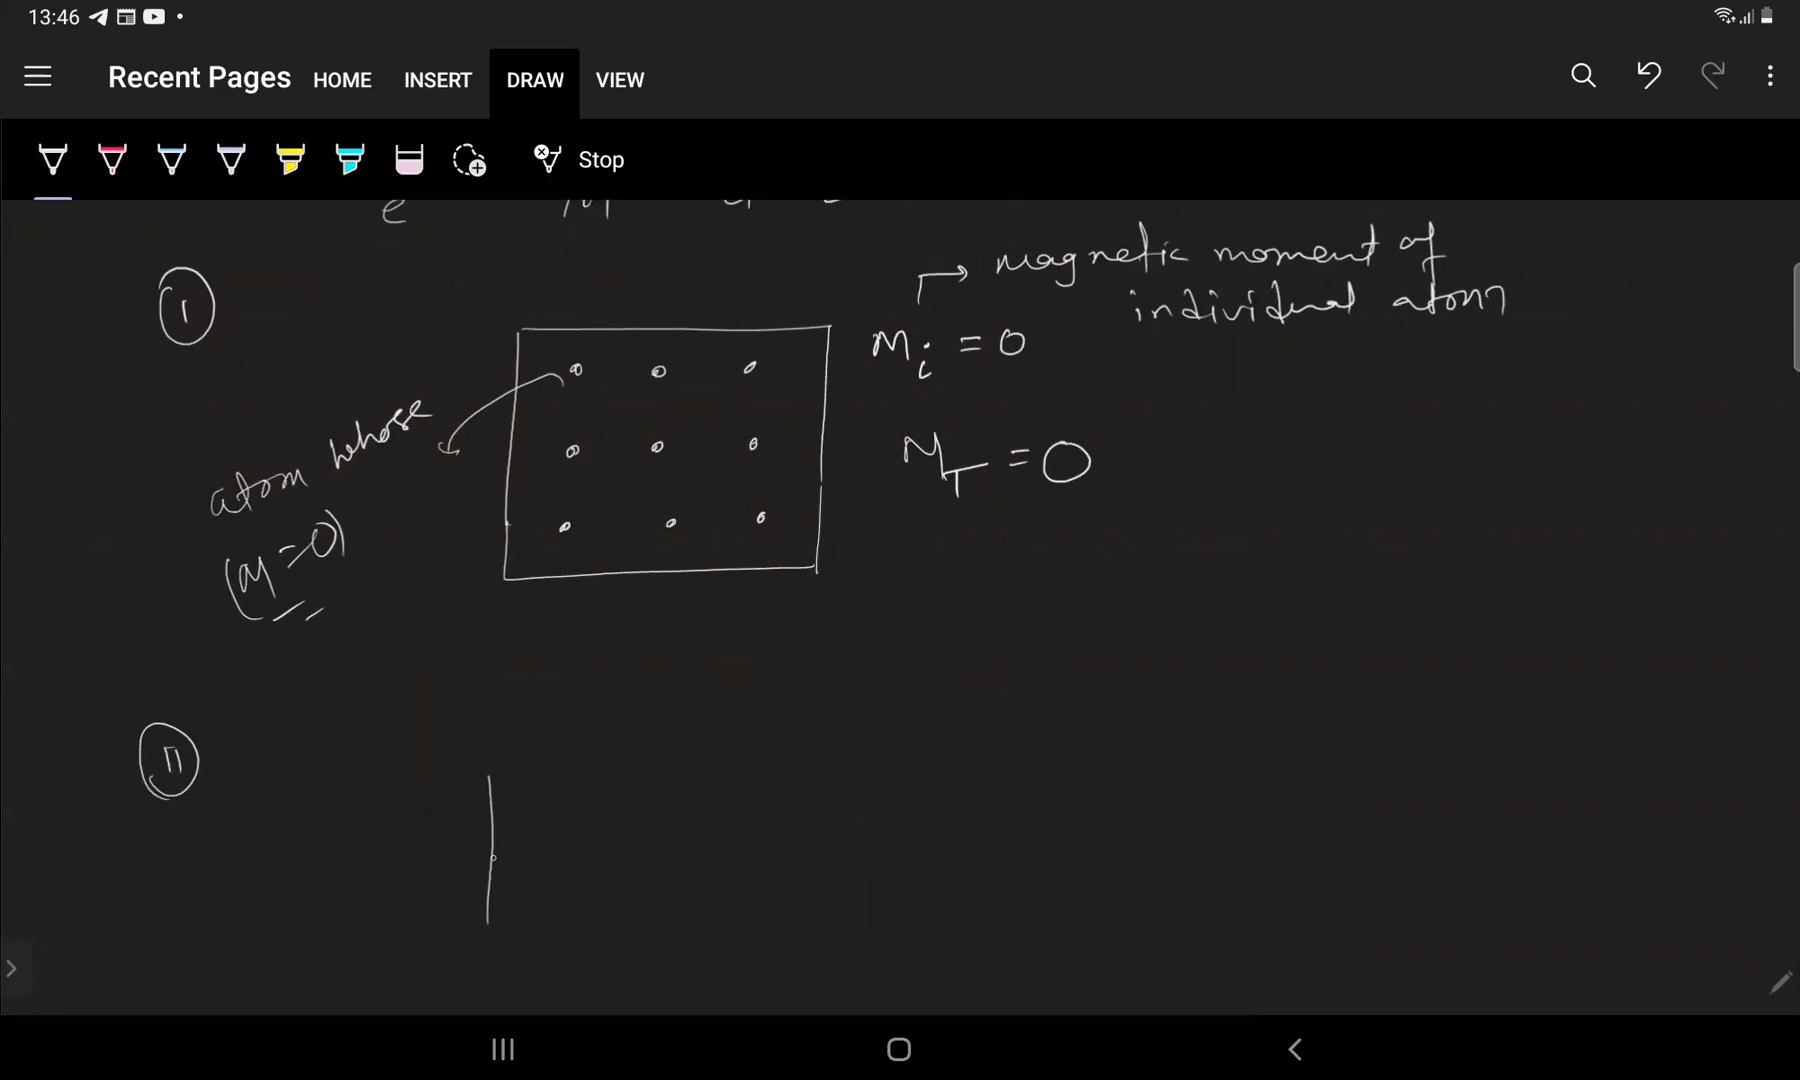 13:46
Recent Pages HOME INSERT DRAW VIEW
Stop
magnetic moment of
individual atom
I
Mi = 0
atom whose
MT = 0
(M = 0)
II